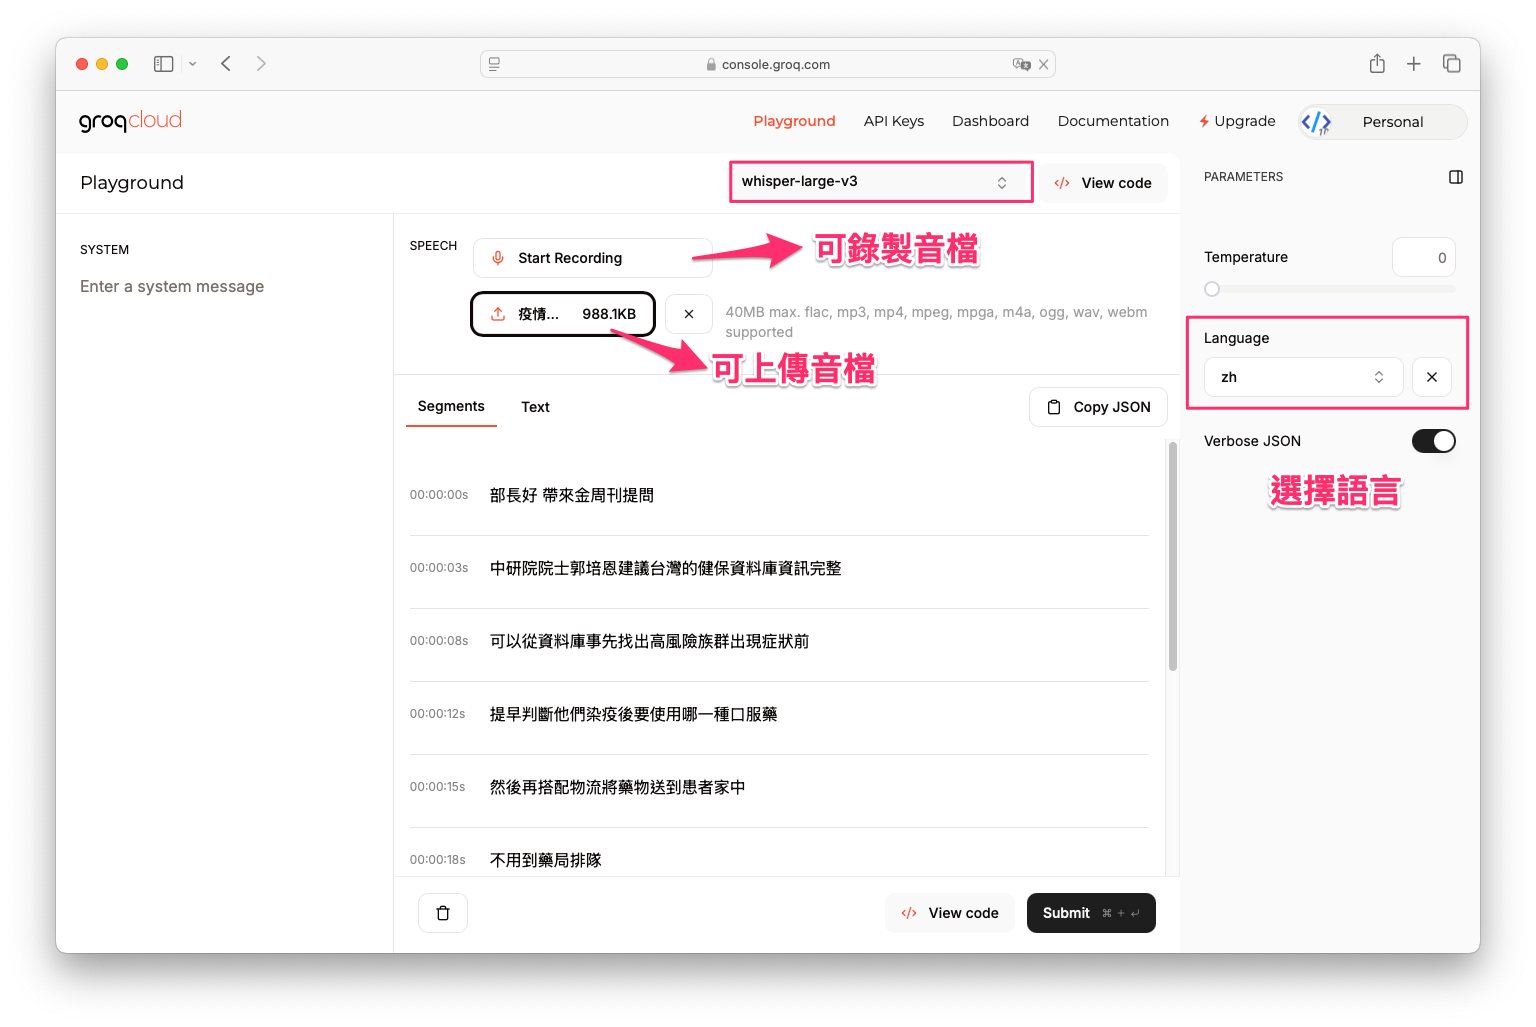 console.groq.com
groqcloud
Playground
API Keys
Dashboard
Documentation
Upgrade
Personal
Playground
whisper-large-v3
View code
PARAMETERS
SYSTEM
Enter a system message
SPEECH
Start Recording
可錄製音檔
疫情... 988.1KB
40MB max. flac, mp3, mp4, mpeg, mpga, m4a, ogg, wav, webm
supported
可上傳音檔
Temperature
0
Language
zh
Verbose JSON
選擇語言
Segments
Text
Copy JSON
00:00:00s 部長好 帶來金周刊提問
00:00:03s 中研院院士郭培恩建議台灣的健保資料庫資訊完整
00:00:08s 可以從資料庫事先找出高風險族群出現症狀前
00:00:12s 提早判斷他們染疫後要使用哪一種口服藥
00:00:15s 然後再搭配物流將藥物送到患者家中
00:00:18s 不用到藥局排隊
View code
Submit ⌘ + ↵